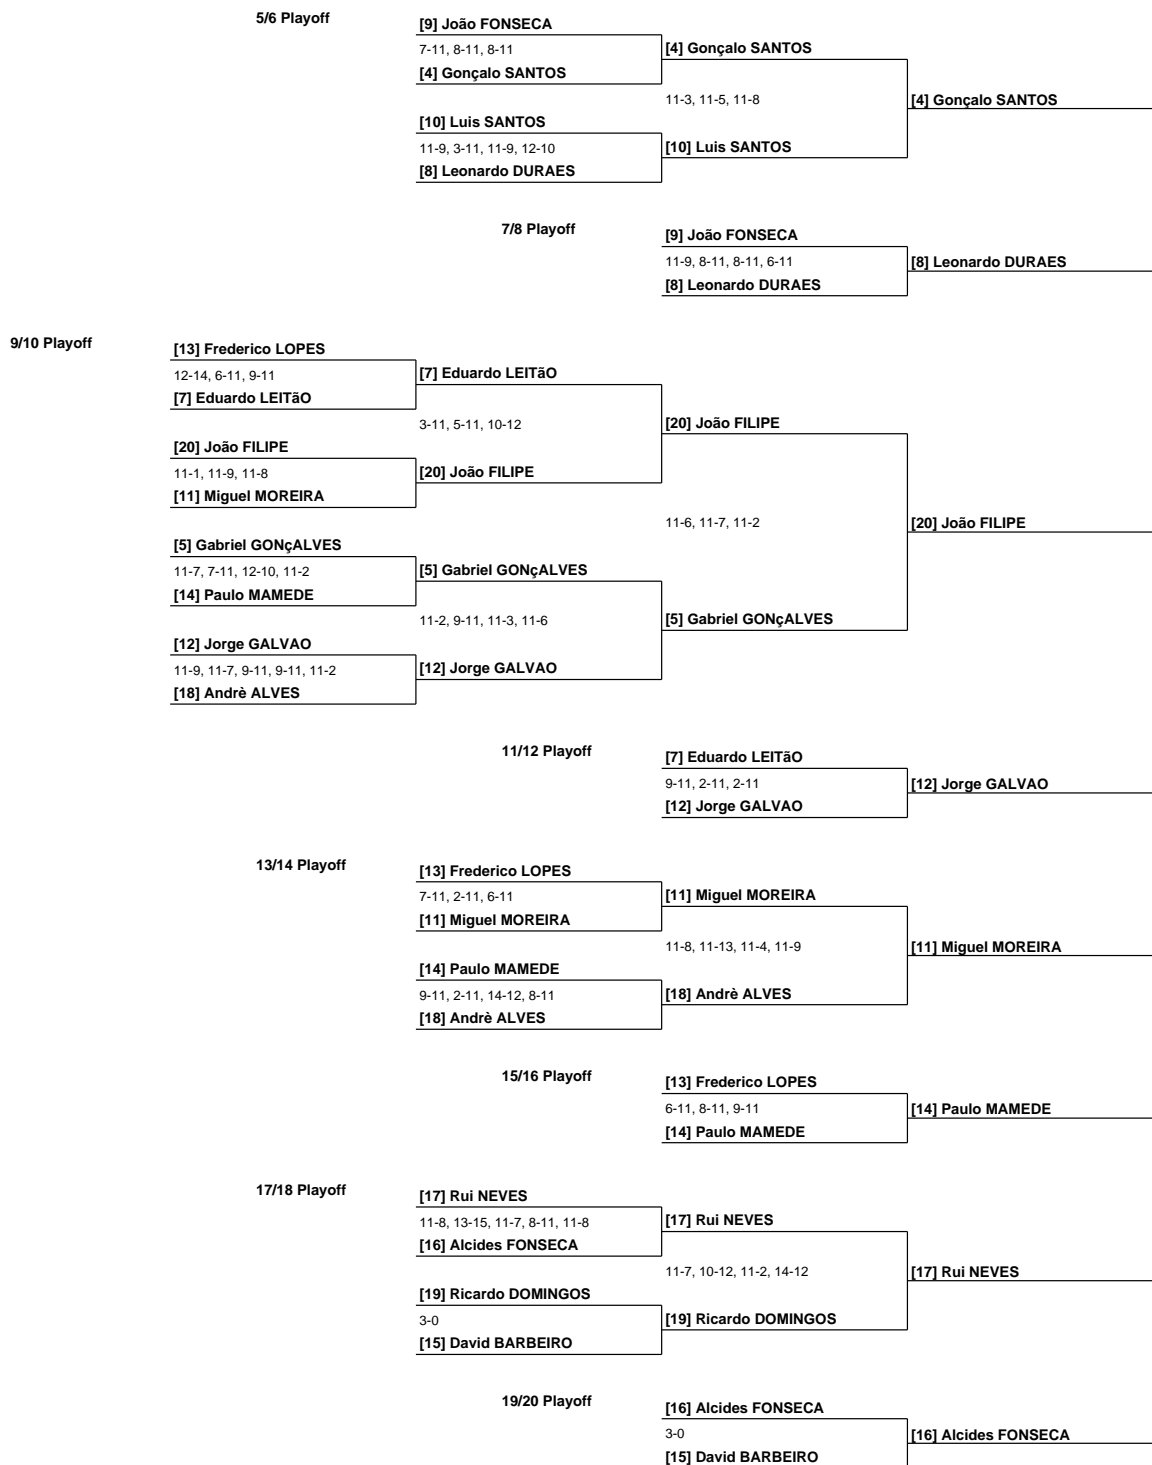 5/6 Playoff
[9] João FONSECA
7-11, 8-11, 8-11
[4] Gonçalo SANTOS
[4] Gonçalo SANTOS
11-3, 11-5, 11-8
[4] Gonçalo SANTOS
[10] Luis SANTOS
11-9, 3-11, 11-9, 12-10
[10] Luis SANTOS
[8] Leonardo DURAES
7/8 Playoff
[9] João FONSECA
11-9, 8-11, 8-11, 6-11
[8] Leonardo DURAES
[8] Leonardo DURAES
9/10 Playoff
[13] Frederico LOPES
12-14, 6-11, 9-11
[7] Eduardo LEITãO
[7] Eduardo LEITãO
3-11, 5-11, 10-12
[20] João FILIPE
[20] João FILIPE
11-1, 11-9, 11-8
[20] João FILIPE
[11] Miguel MOREIRA
11-6, 11-7, 11-2
[20] João FILIPE
[5] Gabriel GONçALVES
11-7, 7-11, 12-10, 11-2
[5] Gabriel GONçALVES
[14] Paulo MAMEDE
11-2, 9-11, 11-3, 11-6
[5] Gabriel GONçALVES
[12] Jorge GALVAO
11-9, 11-7, 9-11, 9-11, 11-2
[12] Jorge GALVAO
[18] Andrè ALVES
11/12 Playoff
[7] Eduardo LEITãO
9-11, 2-11, 2-11
[12] Jorge GALVAO
[12] Jorge GALVAO
13/14 Playoff
[13] Frederico LOPES
7-11, 2-11, 6-11
[11] Miguel MOREIRA
[11] Miguel MOREIRA
11-8, 11-13, 11-4, 11-9
[11] Miguel MOREIRA
[14] Paulo MAMEDE
9-11, 2-11, 14-12, 8-11
[18] Andrè ALVES
[18] Andrè ALVES
15/16 Playoff
[13] Frederico LOPES
6-11, 8-11, 9-11
[14] Paulo MAMEDE
[14] Paulo MAMEDE
17/18 Playoff
[17] Rui NEVES
11-8, 13-15, 11-7, 8-11, 11-8
[17] Rui NEVES
[16] Alcides FONSECA
11-7, 10-12, 11-2, 14-12
[17] Rui NEVES
[19] Ricardo DOMINGOS
3-0
[19] Ricardo DOMINGOS
[15] David BARBEIRO
19/20 Playoff
[16] Alcides FONSECA
3-0
[16] Alcides FONSECA
[15] David BARBEIRO